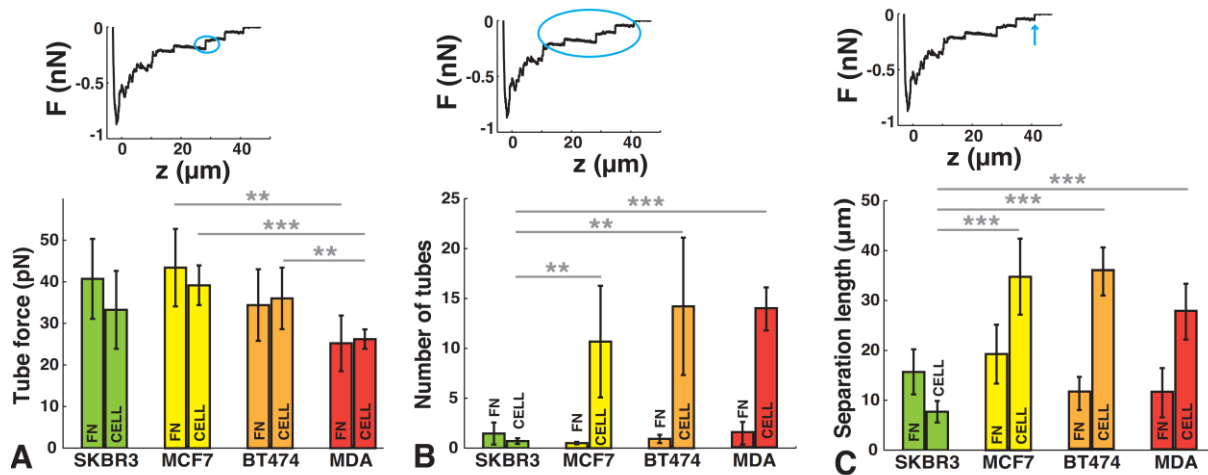 0
-0.5
-1
F (nN)
0 20 40
z (µm)
0
-0.5
-1
F (nN)
0 20 40
z (µm)
0
-0.5
-1
F (nN)
0 20 40
z (µm)
**
***
**
50
40
30
20
10
0
Tube force (pN)
FN CELL FN CELL FN CELL FN CELL
SKBR3 MCF7 BT474 MDA
A
***
**
**
25
20
15
10
5
0
Number of tubes
FN CELL FN CELL FN CELL FN CELL
SKBR3 MCF7 BT474 MDA
B
***
***
***
50
40
30
20
10
0
Separation length (µm)
FN CELL FN CELL FN CELL FN CELL
SKBR3 MCF7 BT474 MDA
C